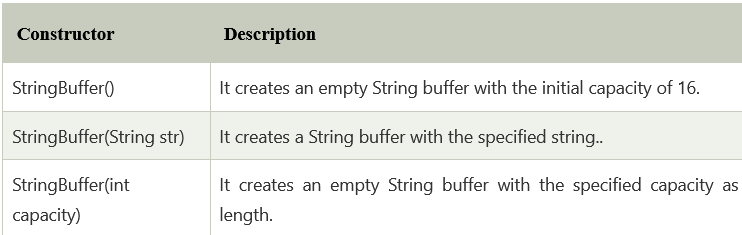 Constructor Description
StringBuffer() It creates an empty String buffer with the initial capacity of 16.
StringBuffer(String str) It creates a String buffer with the specified string..
StringBuffer(int It creates an empty String buffer with the specified capacity as
capacity) length.